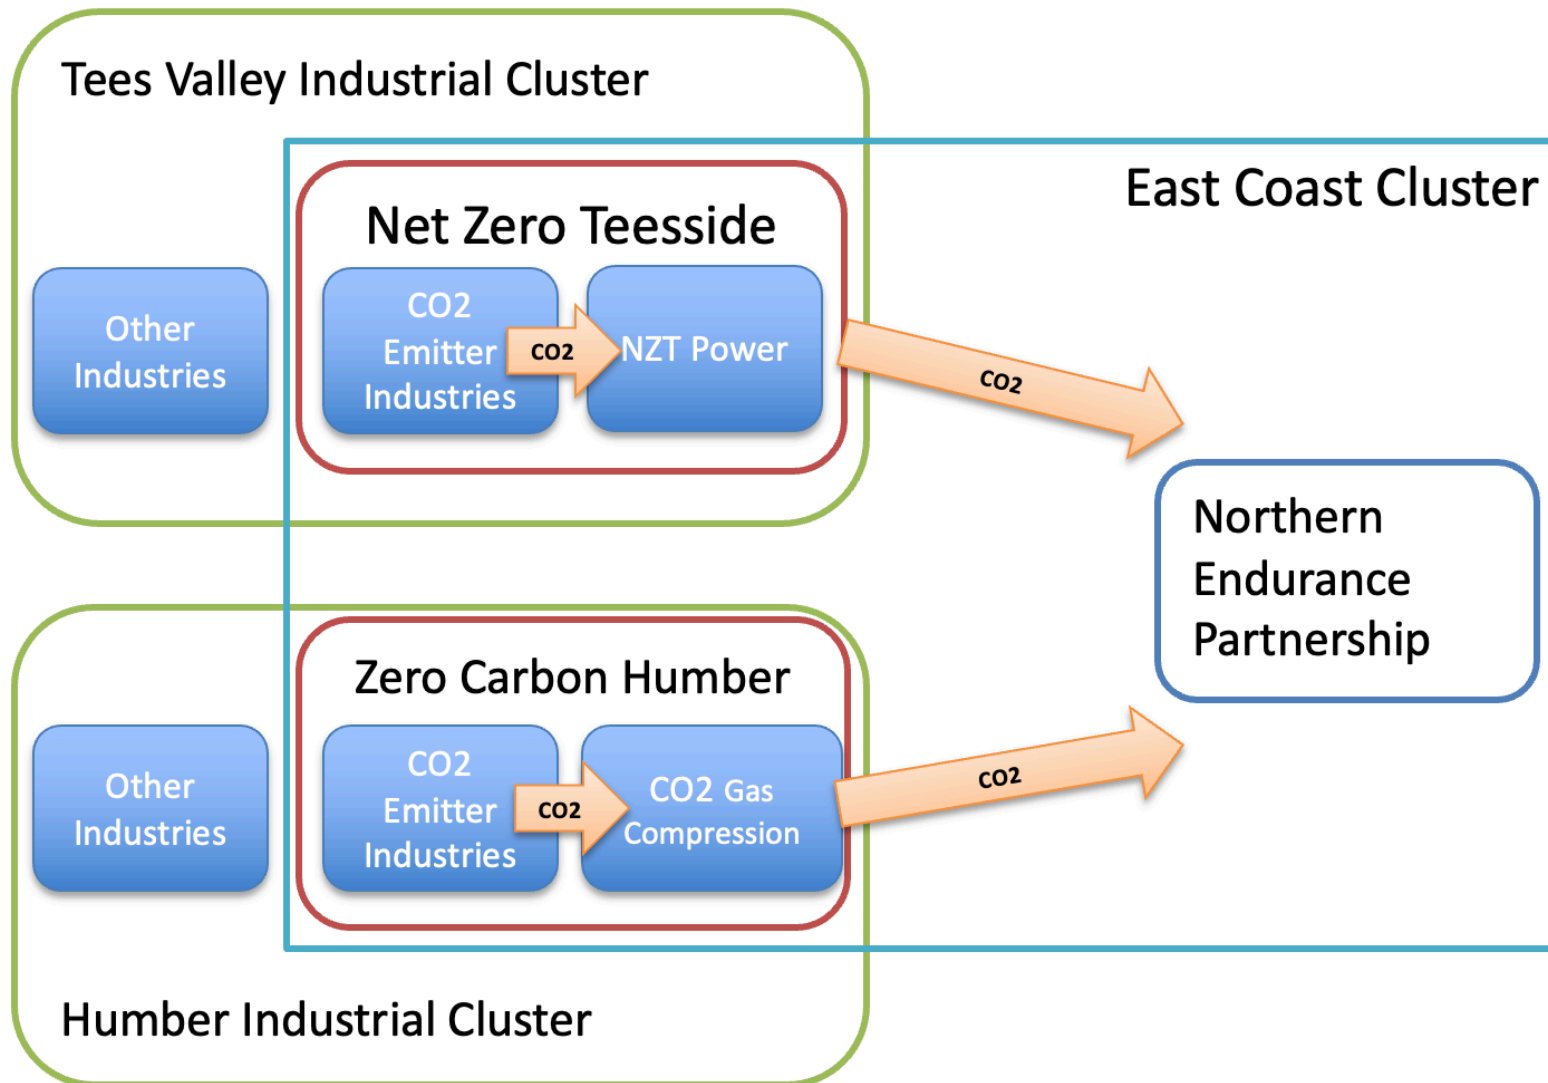 Tees Valley Industrial Cluster
East Coast Cluster
Net Zero Teesside
Other
Industries
CO2
Emitter
Industries
CO2
NZT Power
CO2
Northern
Endurance
Partnership
Zero Carbon Humber
Other
Industries
CO2
Emitter
Industries
CO2
CO2 Gas
Compression
CO2
Humber Industrial Cluster